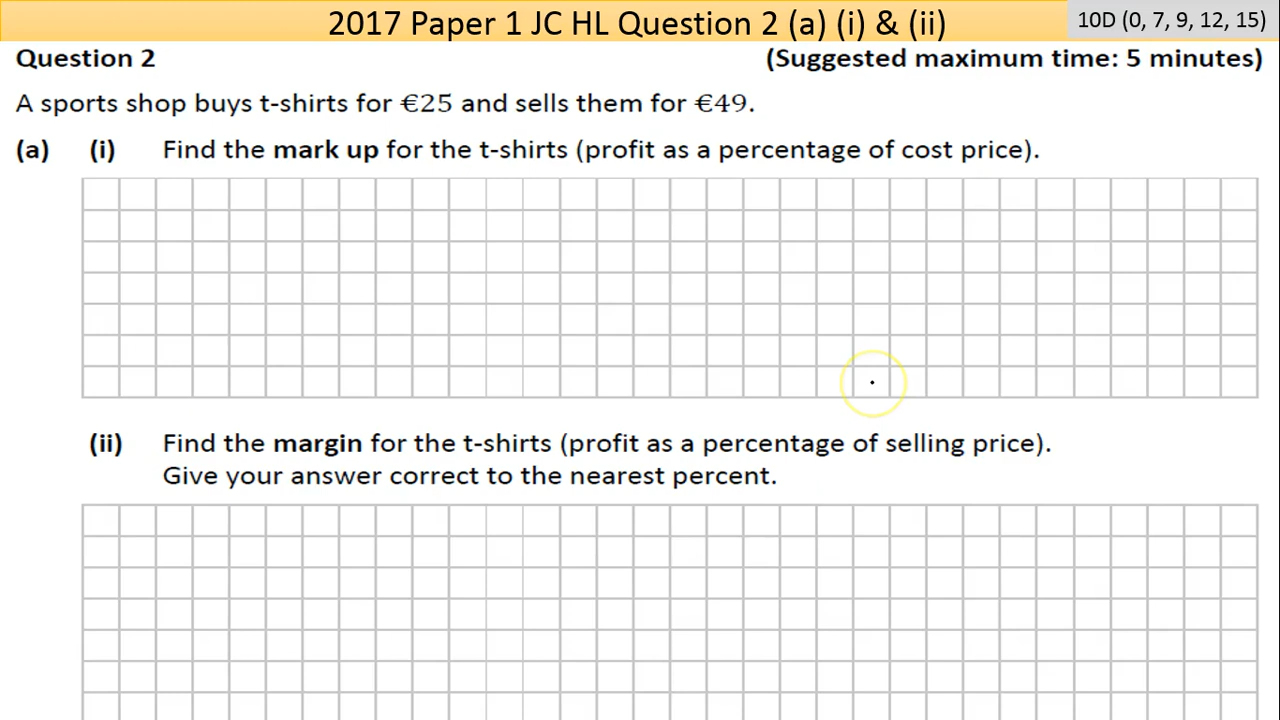 2017 Paper 1 JC HL Question 2 (a) (i) & (ii)
10D (0, 7, 9, 12, 15)
Question 2 (Suggested maximum time: 5 minutes)
A sports shop buys t-shirts for €25 and sells them for €49.
(a) (i) Find the mark up for the t-shirts (profit as a percentage of cost price).
(ii) Find the margin for the t-shirts (profit as a percentage of selling price).
Give your answer correct to the nearest percent.